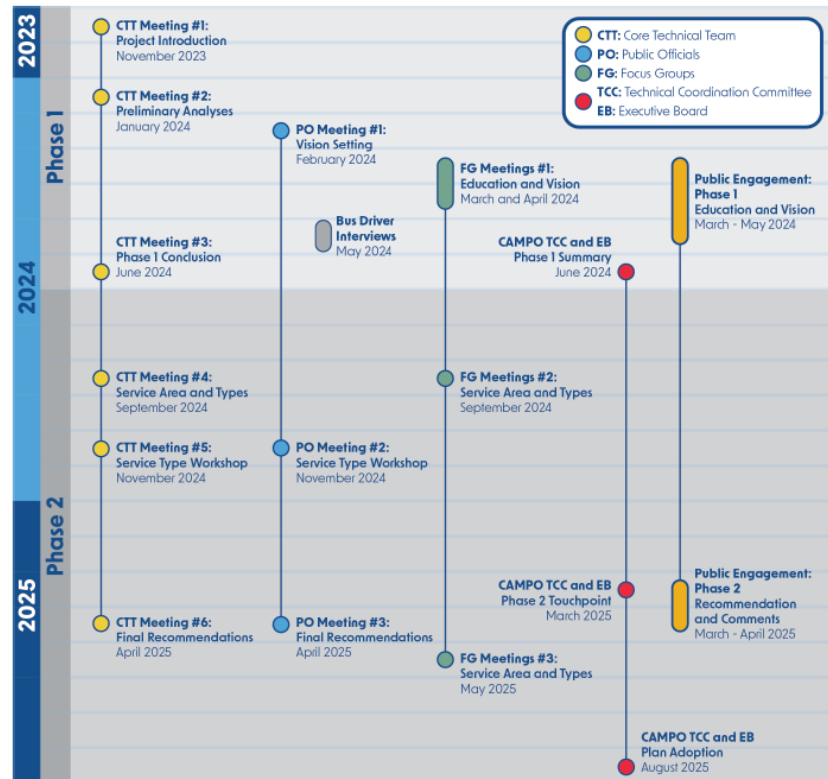 2023
2024
2025
Phase 1
Phase 2
CTT: Core Technical Team
PO: Public Officials
FG: Focus Groups
TCC: Technical Coordination Committee
EB: Executive Board
CTT Meeting #1:
Project Introduction
November 2023
CTT Meeting #2:
Preliminary Analyses
January 2024
CTT Meeting #3:
Phase 1 Conclusion
June 2024
CTT Meeting #4:
Service Area and Types
September 2024
CTT Meeting #5:
Service Type Workshop
November 2024
CTT Meeting #6:
Final Recommendations
April 2025
PO Meeting #1:
Vision Setting
February 2024
Bus Driver
Interviews
May 2024
PO Meeting #2:
Service Type Workshop
November 2024
PO Meeting #3:
Final Recommendations
April 2025
FG Meetings #1:
Education and Vision
March and April 2024
FG Meetings #2:
Service Area and Types
September 2024
FG Meetings #3:
Service Area and Types
May 2025
CAMPO TCC and EB
Phase 1 Summary
June 2024
CAMPO TCC and EB
Phase 2 Touchpoint
March 2025
CAMPO TCC and EB
Plan Adoption
August 2025
Public Engagement:
Phase 1
Education and Vision
March - May 2024
Public Engagement:
Phase 2
Recommendation
and Comments
March - April 2025